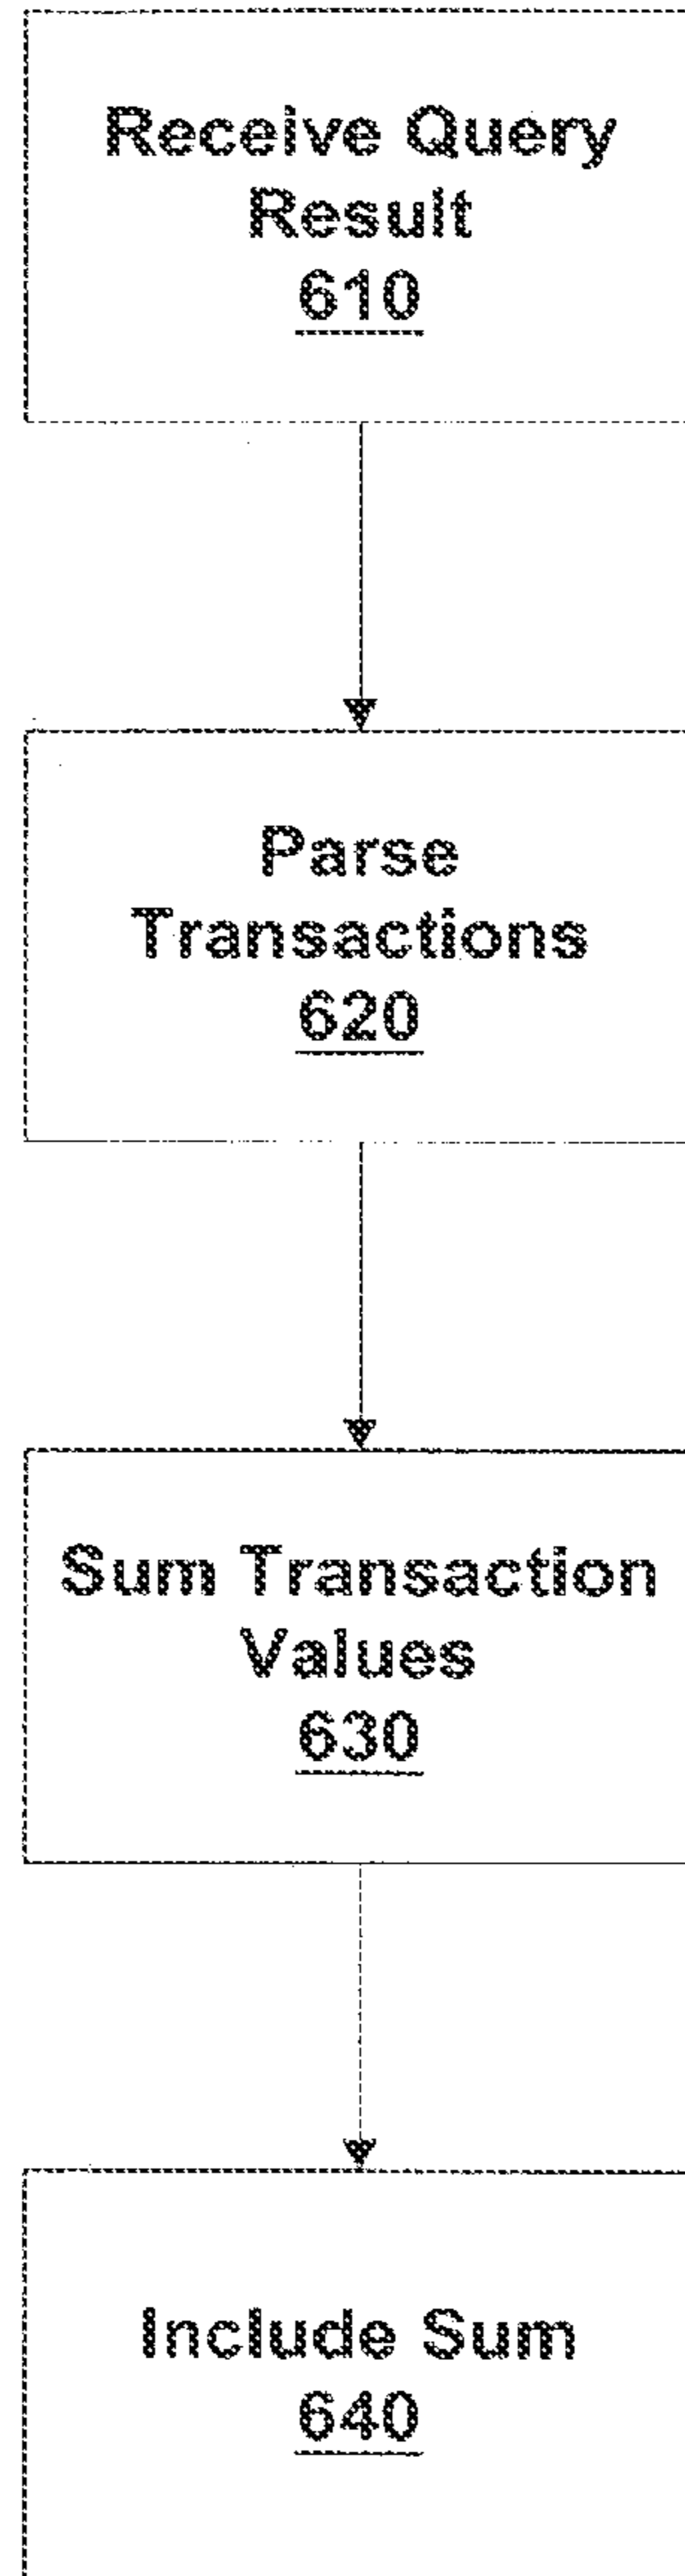 Receive Query
Result
610
Parse
Transactions
620
Sum Transaction
Values
630
Include Sum
640